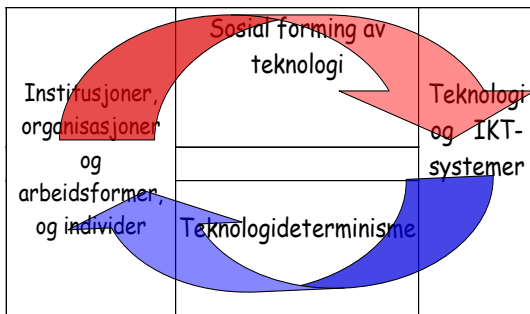 Sosial forming av
teknologi
Institusjoner,
organisasjoner
og
arbeidsformer,
og individer
Teknologi
og IKT-
systemer
Teknologideterminisme